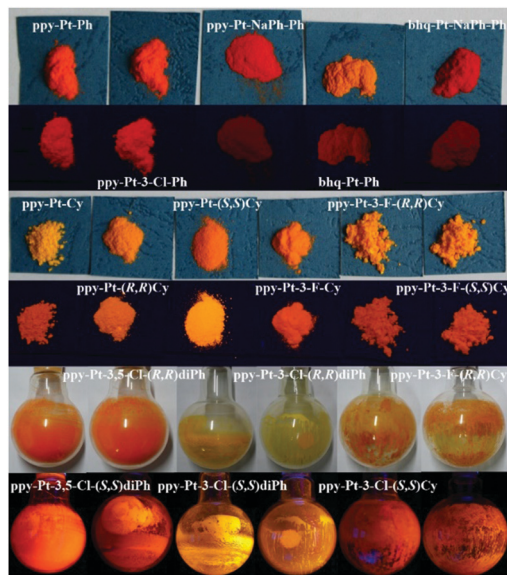 ppy-Pt-Ph ppy-Pt-NaPh-Ph bhq-Pt-NaPh-Ph
ppy-Pt-3-Cl-Ph bhq-Pt-Ph
ppy-Pt-Cy ppy-Pt-(S,S)Cy ppy-Pt-3-F-(R,R)Cy
ppy-Pt-(R,R)Cy ppy-Pt-3-F-Cy ppy-Pt-3-F-(S,S)Cy
ppy-Pt-3,5-Cl-(R,R)diPh ppy-Pt-3-Cl-(R,R)diPh ppy-Pt-3-F-(R,R)Cy
ppy-Pt-3,5-Cl-(S,S)diPh ppy-Pt-3-Cl-(S,S)diPh ppy-Pt-3-Cl-(S,S)Cy